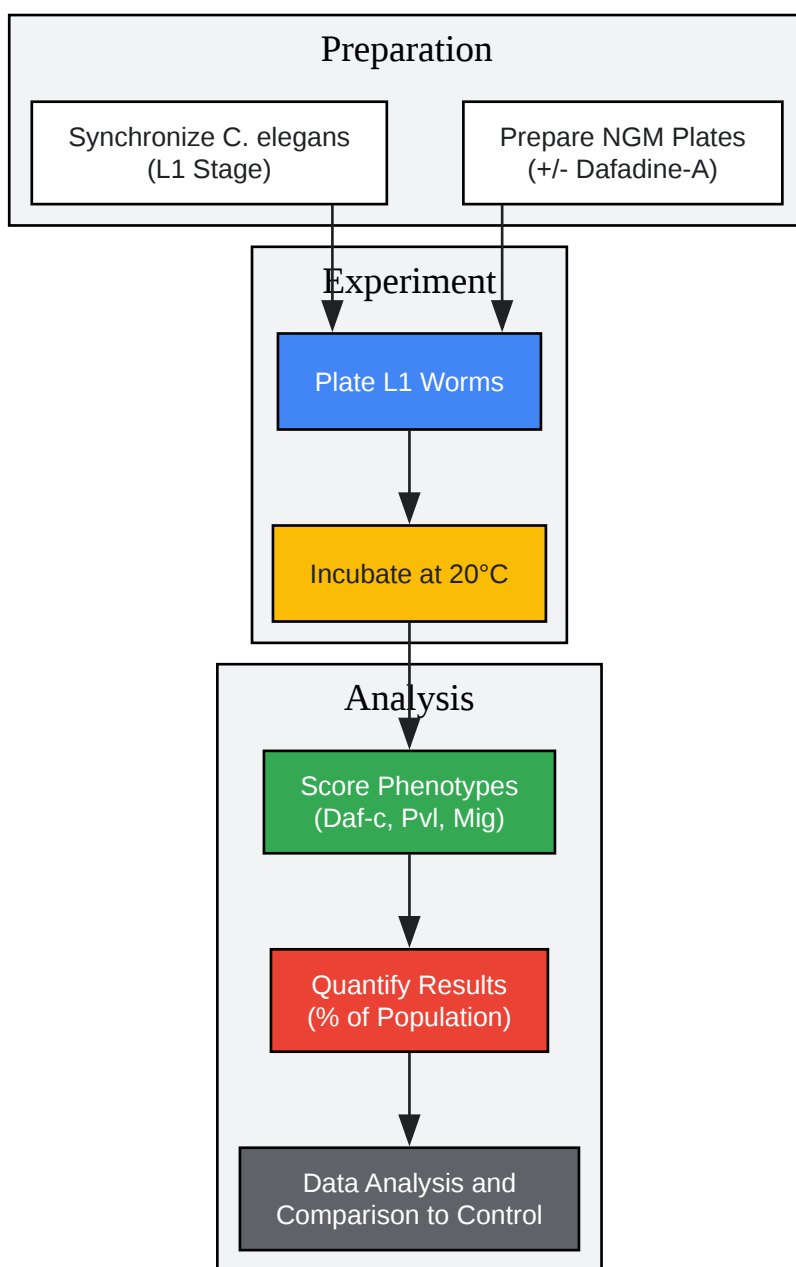 Preparation
Synchronize C. elegans
(L1 Stage)
Prepare NGM Plates
(+/- Dafadine-A)
Experiment
Plate L1 Worms
Incubate at 20°C
Analysis
Score Phenotypes
(Daf-c, Pvl, Mig)
Quantify Results
(% of Population)
Data Analysis and
Comparison to Control